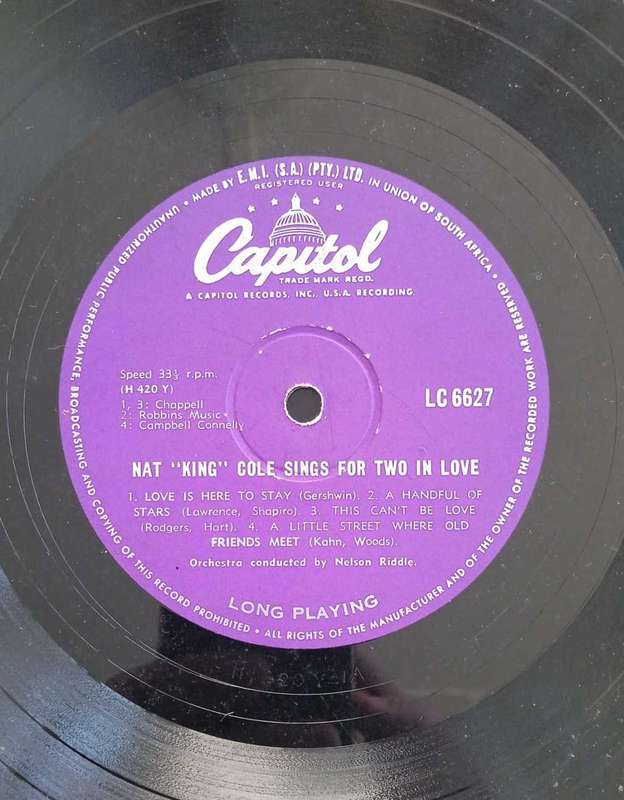 UNAUTHORIZED PUBLIC PERFORMANCE, BROADCASTING AND COPYING OF THIS RECORD PROHIBITED • ALL RIGHTS OF THE MANUFACTURER AND OF THE OWNER OF THE RECORDED WORK ARE RESERVED •
MADE BY E.M.I. (S.A.) (PTY.) LTD. IN UNION OF SOUTH AFRICA •
REGISTERED USER
Capitol
TRADE MARK REGD.
A CAPITOL RECORDS, INC., U.S.A. RECORDING
Speed 33⅓ r.p.m.
(H 420 Y)
LC 6627
1, 3: Chappell
2: Robbins Music
4: Campbell Connelly
NAT "KING" COLE SINGS FOR TWO IN LOVE
1. LOVE IS HERE TO STAY (Gershwin). 2. A HANDFUL OF
STARS (Lawrence, Shapiro). 3. THIS CAN'T BE LOVE
(Rodgers, Hart). 4. A LITTLE STREET WHERE OLD
FRIENDS MEET (Kahn, Woods).
Orchestra conducted by Nelson Riddle.
LONG PLAYING